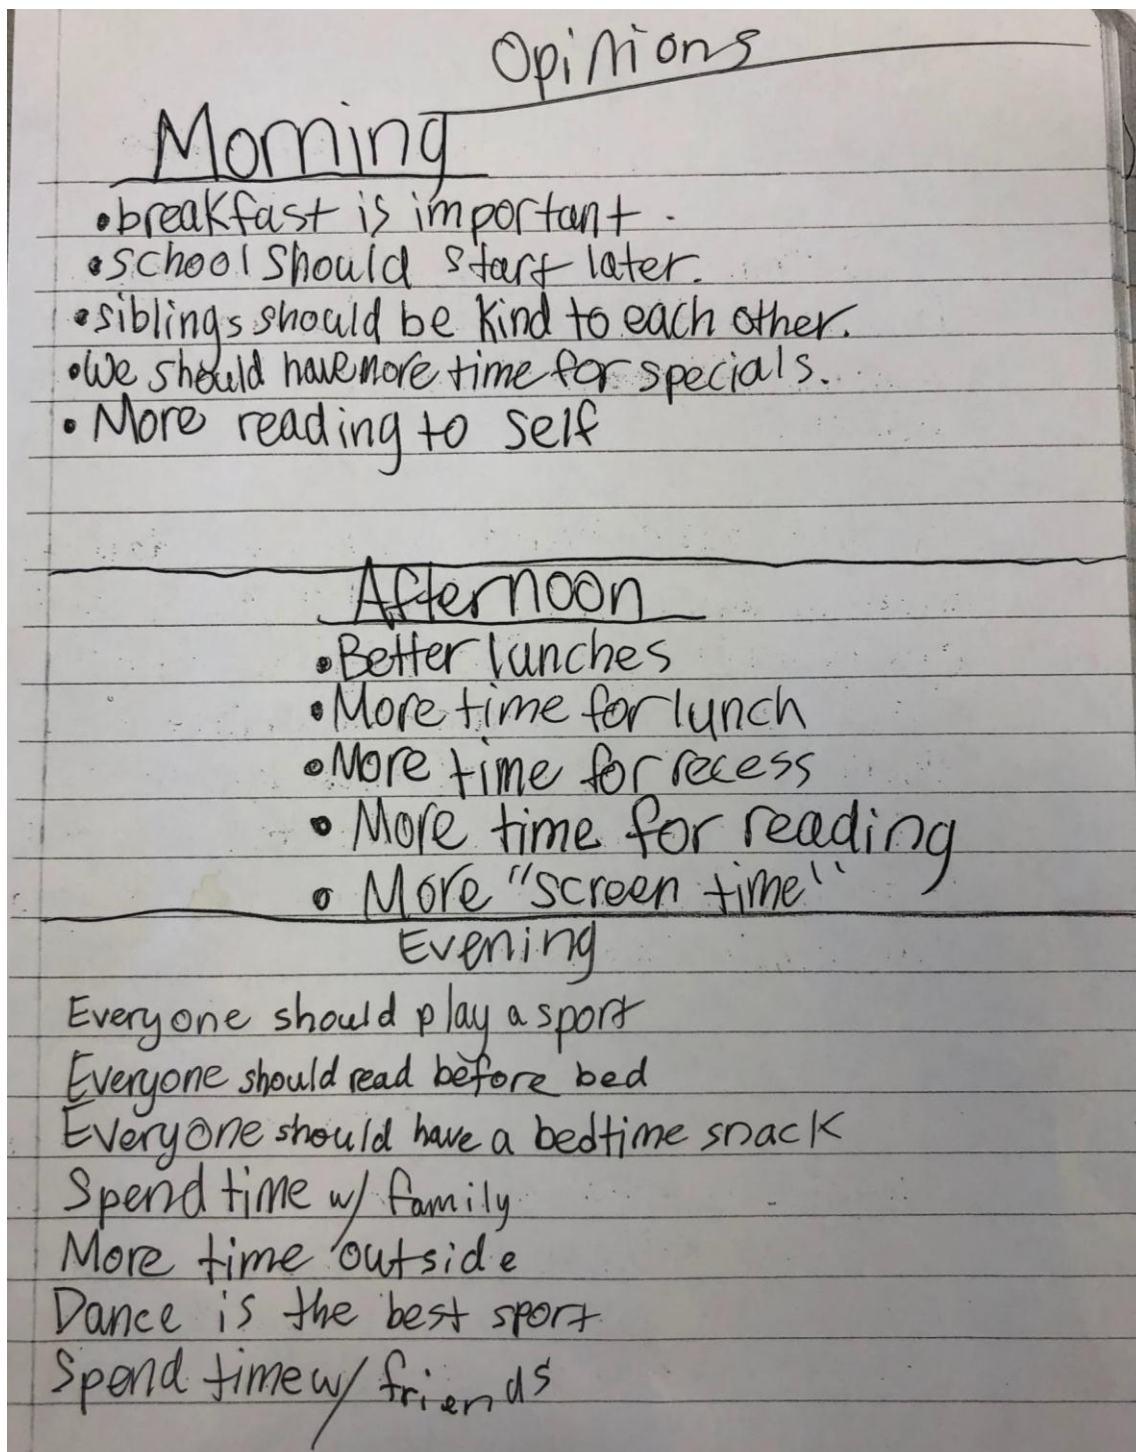 Opinions
Morning
• breakfast is important.
• school should start later.
• siblings should be kind to each other.
• We should have more time for specials.
• More reading to self
Afternoon
• Better lunches
• More time for lunch
• More time for recess
• More time for reading
• More "screen time"
Evening
Everyone should play a sport
Everyone should read before bed
Everyone should have a bedtime snack
Spend time w/ family
More time outside
Dance is the best sport
Spend time w/ friends